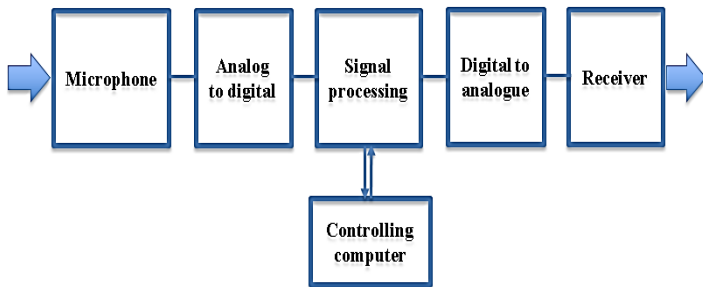 Microphone
Analog
to digital
Signal
processing
Digital to
analogue
Receiver
Controlling
computer